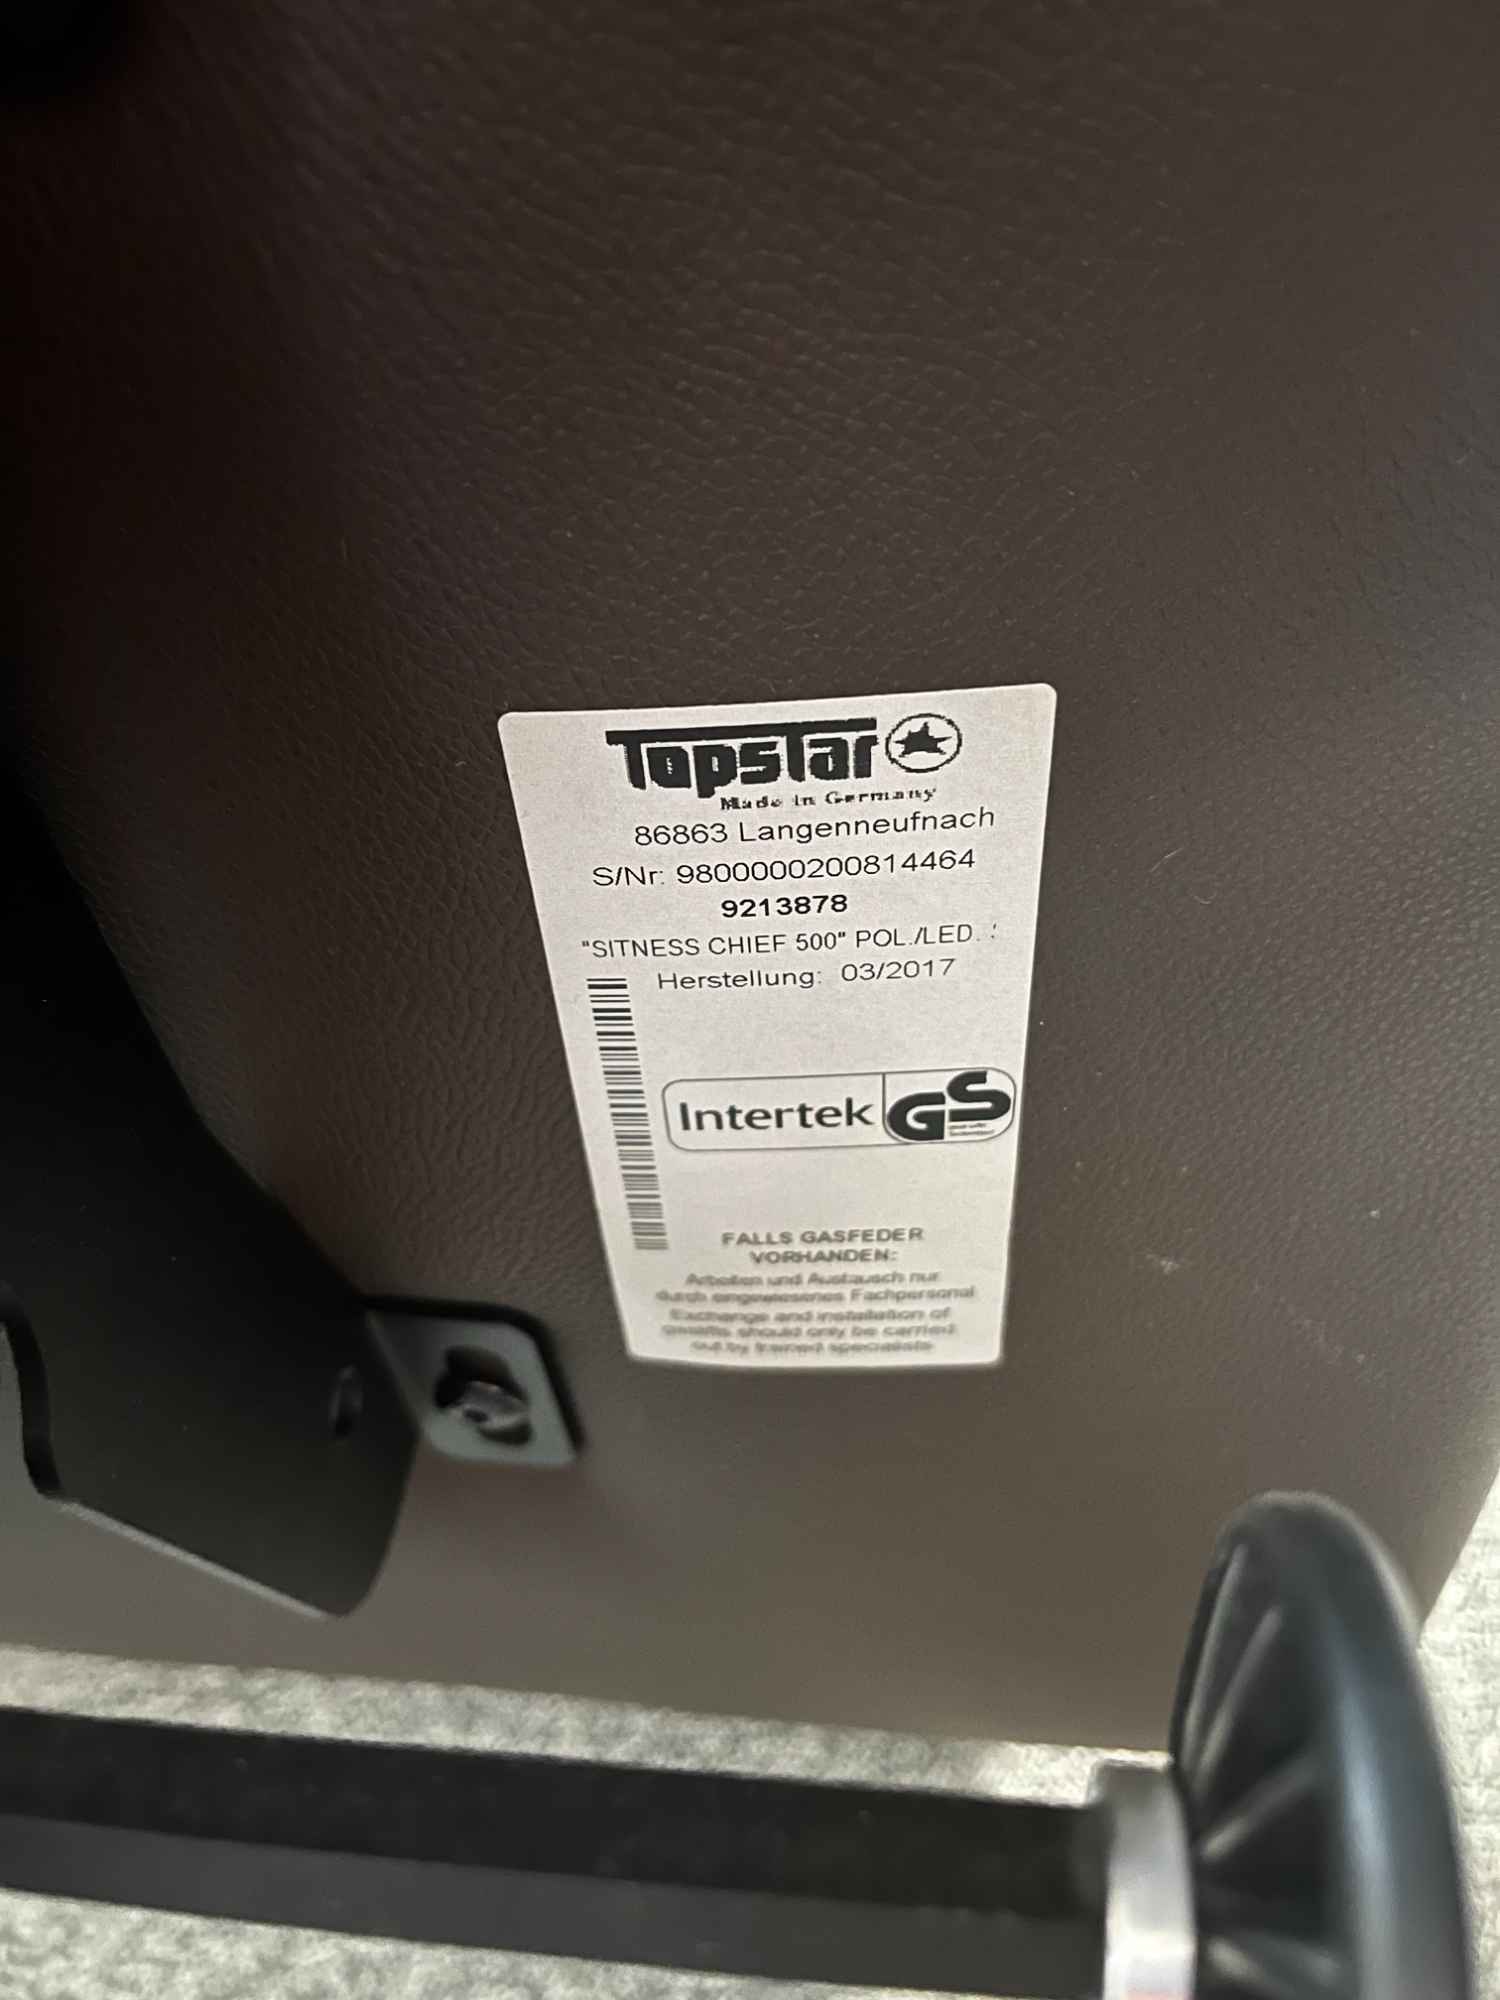 Topstar
Made in Germany
86863 Langenneufnach
S/Nr: 9800000200814464
9213878
"SITNESS CHIEF 500" POL./LED.
Herstellung: 03/2017
Intertek GS
FALLS GASFEDER
VORHANDEN:
Arbeiten und Austausch nur
durch eingewiesenes Fachpersonal
Exchange and installation of
gaslifts should only be carried
out by trained specialists